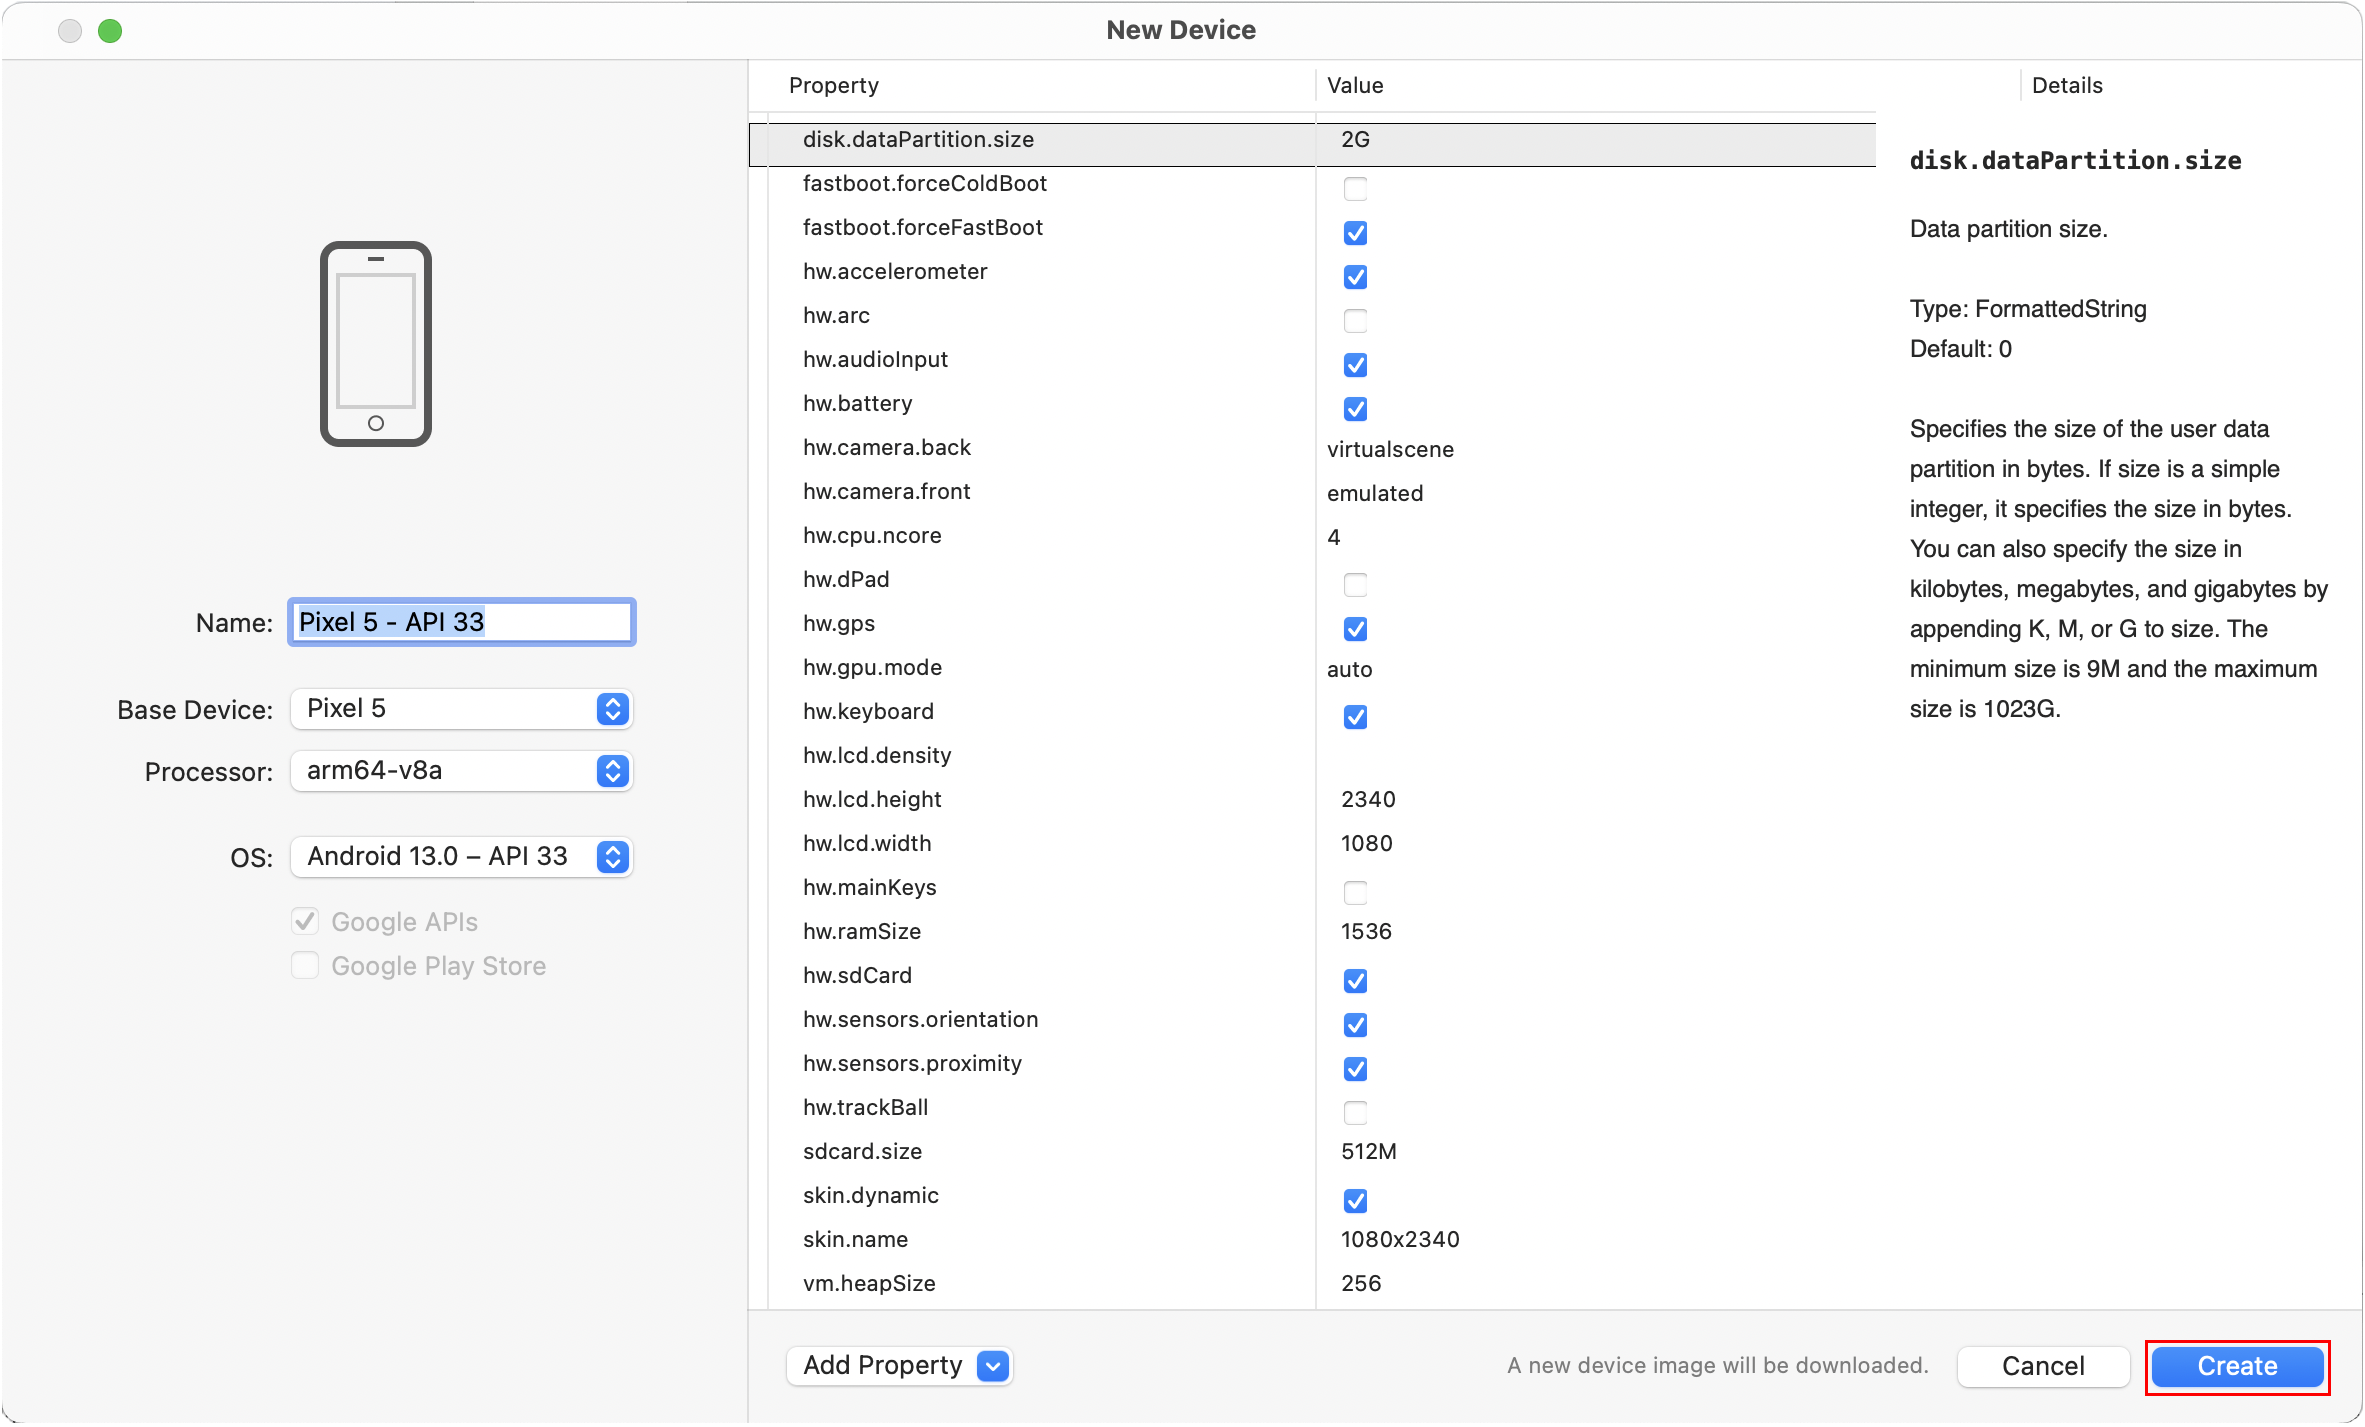 New Device
Property Value Details
disk.dataPartition.size 2G
fastboot.forceColdBoot
fastboot.forceFastBoot
hw.accelerometer
hw.arc
hw.audioInput
hw.battery
hw.camera.back virtualscene
hw.camera.front emulated
hw.cpu.ncore 4
hw.dPad
hw.gps
hw.gpu.mode auto
hw.keyboard
hw.lcd.density
hw.lcd.height 2340
hw.lcd.width 1080
hw.mainKeys
hw.ramSize 1536
hw.sdCard
hw.sensors.orientation
hw.sensors.proximity
hw.trackBall
sdcard.size 512M
skin.dynamic
skin.name 1080x2340
vm.heapSize 256
disk.dataPartition.size
Data partition size.
Type: FormattedString
Default: 0
Specifies the size of the user data
partition in bytes. If size is a simple
integer, it specifies the size in bytes.
You can also specify the size in
kilobytes, megabytes, and gigabytes by
appending K, M, or G to size. The
minimum size is 9M and the maximum
size is 1023G.
Name: Pixel 5 - API 33
Base Device: Pixel 5
Processor: arm64-v8a
OS: Android 13.0 – API 33
Google APIs
Google Play Store
Add Property
A new device image will be downloaded.
Cancel
Create